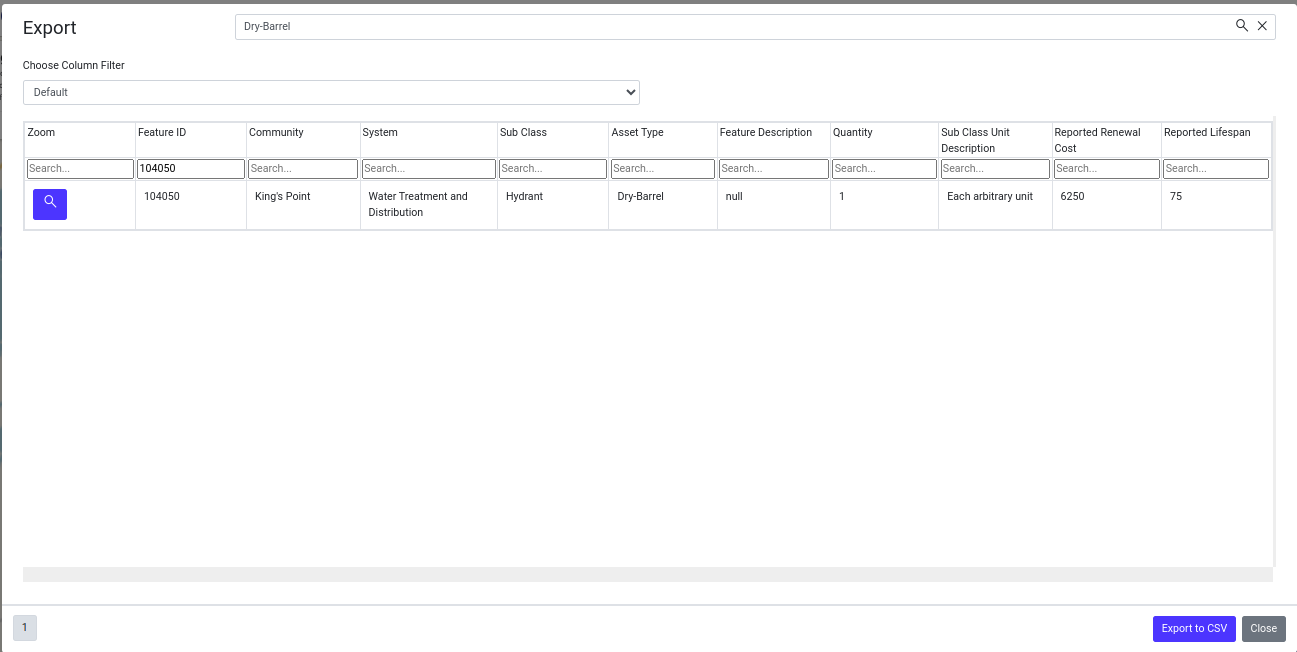 Export
Dry-Barrel
Choose Column Filter
Default
Zoom Feature ID Community System Sub Class Asset Type Feature Description Quantity Sub Class Unit Description Reported Renewal Cost Reported Lifespan
Search... 104050 Search... Search... Search... Search... Search... Search... Search... Search... Search...
104050 King's Point Water Treatment and Distribution Hydrant Dry-Barrel null 1 Each arbitrary unit 6250 75
1
Export to CSV Close